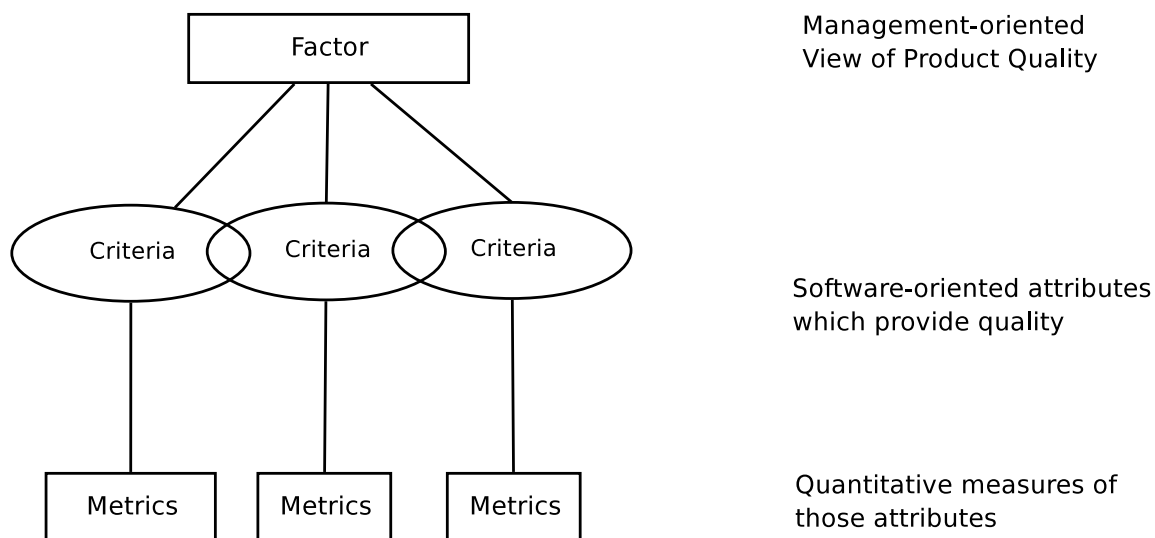 Factor
Management-oriented
View of Product Quality
Criteria
Criteria
Criteria
Software-oriented attributes
which provide quality
Metrics
Metrics
Metrics
Quantitative measures of
those attributes